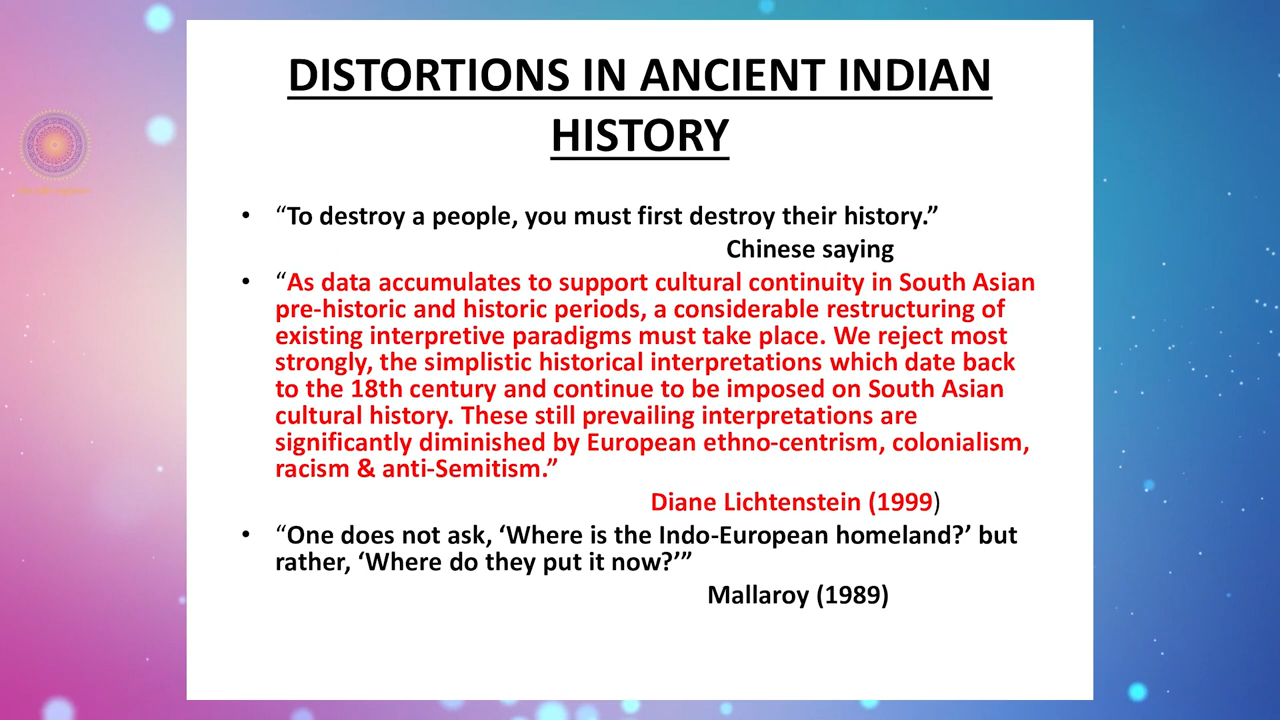 DISTORTIONS IN ANCIENT INDIAN
HISTORY
• “To destroy a people, you must first destroy their history.”
Chinese saying
• “As data accumulates to support cultural continuity in South Asian
pre-historic and historic periods, a considerable restructuring of
existing interpretive paradigms must take place. We reject most
strongly, the simplistic historical interpretations which date back
to the 18th century and continue to be imposed on South Asian
cultural history. These still prevailing interpretations are
significantly diminished by European ethno-centrism, colonialism,
racism & anti-Semitism.”
Diane Lichtenstein (1999)
• “One does not ask, ‘Where is the Indo-European homeland?’ but
rather, ‘Where do they put it now?’”
Mallaroy (1989)